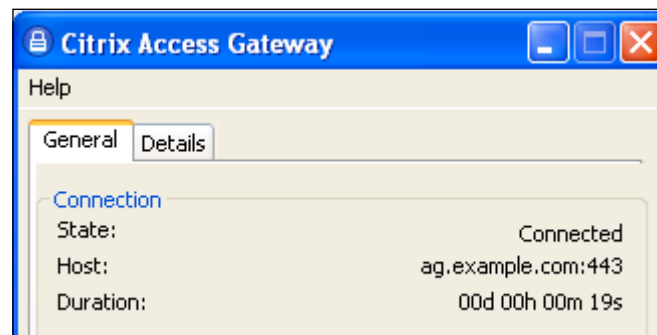 Citrix Access Gateway
Help
General Details
Connection
State: Connected
Host: ag.example.com:443
Duration: 00d 00h 00m 19s